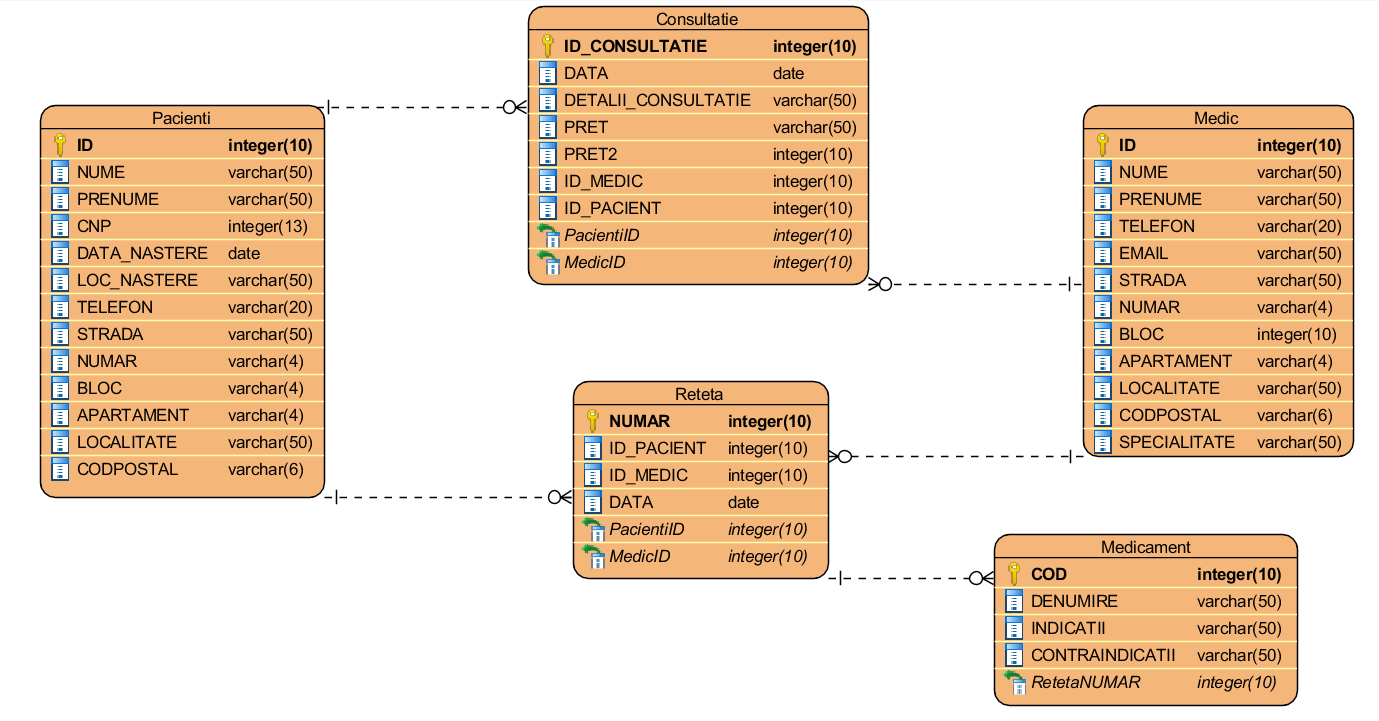 Consultatie
ID_CONSULTATIE integer(10)
DATA date
DETALII_CONSULTATIE varchar(50)
PRET varchar(50)
PRET2 integer(10)
ID_MEDIC integer(10)
ID_PACIENT integer(10)
PacientiID integer(10)
MedicID integer(10)
Pacienti
ID integer(10)
NUME varchar(50)
PRENUME varchar(50)
CNP integer(13)
DATA_NASTERE date
LOC_NASTERE varchar(50)
TELEFON varchar(20)
STRADA varchar(50)
NUMAR varchar(4)
BLOC varchar(4)
APARTAMENT varchar(4)
LOCALITATE varchar(50)
CODPOSTAL varchar(6)
Medic
ID integer(10)
NUME varchar(50)
PRENUME varchar(50)
TELEFON varchar(20)
EMAIL varchar(50)
STRADA varchar(50)
NUMAR varchar(4)
BLOC integer(10)
APARTAMENT varchar(4)
LOCALITATE varchar(50)
CODPOSTAL varchar(6)
SPECIALITATE varchar(50)
Reteta
NUMAR integer(10)
ID_PACIENT integer(10)
ID_MEDIC integer(10)
DATA date
PacientiID integer(10)
MedicID integer(10)
Medicament
COD integer(10)
DENUMIRE varchar(50)
INDICATII varchar(50)
CONTRAINDICATII varchar(50)
RetetaNUMAR integer(10)